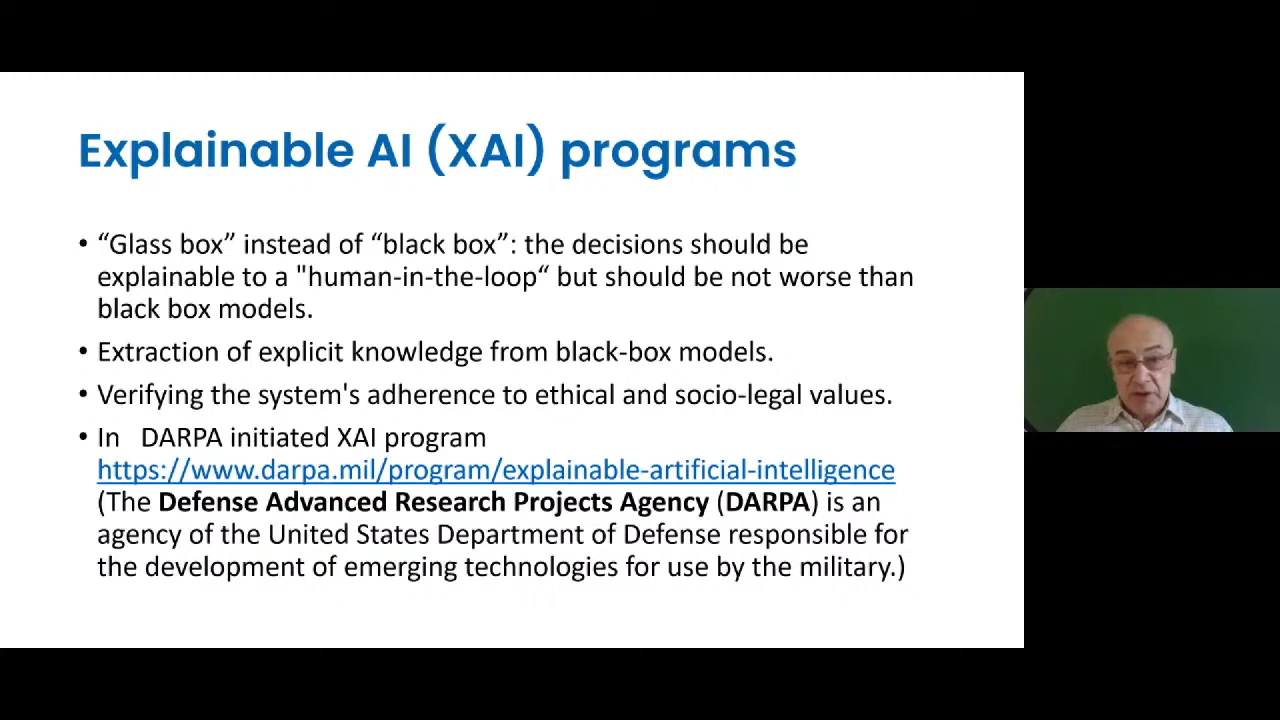 Explainable AI (XAI) programs
• “Glass box” instead of “black box”: the decisions should be
explainable to a "human-in-the-loop“ but should be not worse than
black box models.
• Extraction of explicit knowledge from black-box models.
• Verifying the system's adherence to ethical and socio-legal values.
• In   DARPA initiated XAI program
https://www.darpa.mil/program/explainable-artificial-intelligence
(The Defense Advanced Research Projects Agency (DARPA) is an
agency of the United States Department of Defense responsible for
the development of emerging technologies for use by the military.)